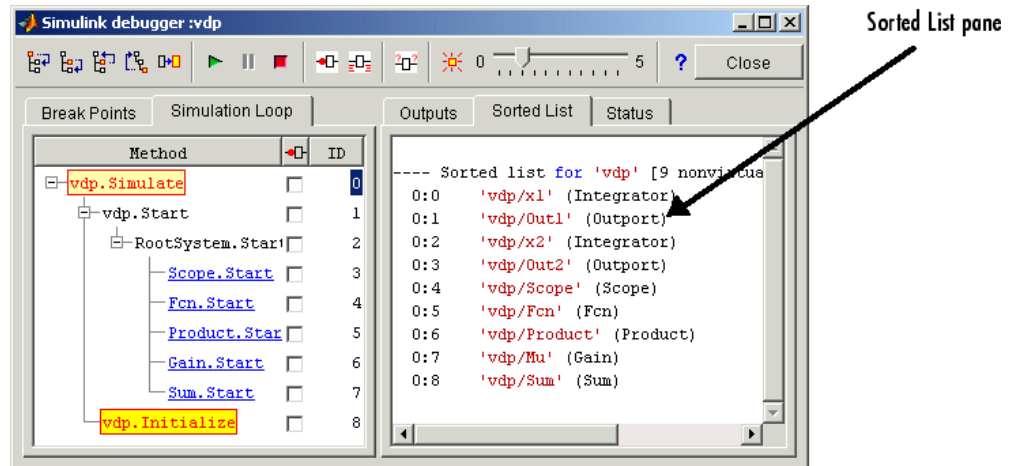 Simulink debugger :vdp
Sorted List pane
0 5 ? Close
Break Points Simulation Loop
Outputs Sorted List Status
Method ID
vdp.Simulate 0
vdp.Start 1
RootSystem.Start 2
Scope.Start 3
Fcn.Start 4
Product.Star 5
Gain.Start 6
Sum.Start 7
vdp.Initialize 8
---- Sorted list for 'vdp' [9 nonvirtua
0:0 'vdp/x1' (Integrator)
0:1 'vdp/Out1' (Outport)
0:2 'vdp/x2' (Integrator)
0:3 'vdp/Out2' (Outport)
0:4 'vdp/Scope' (Scope)
0:5 'vdp/Fcn' (Fcn)
0:6 'vdp/Product' (Product)
0:7 'vdp/Mu' (Gain)
0:8 'vdp/Sum' (Sum)